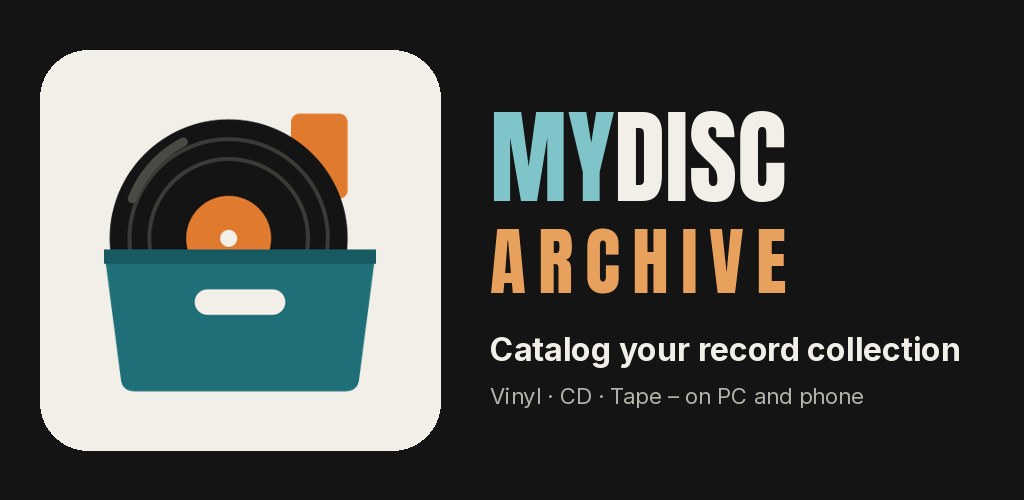 MYDISC
ARCHIVE
Catalog your record collection
Vinyl · CD · Tape – on PC and phone